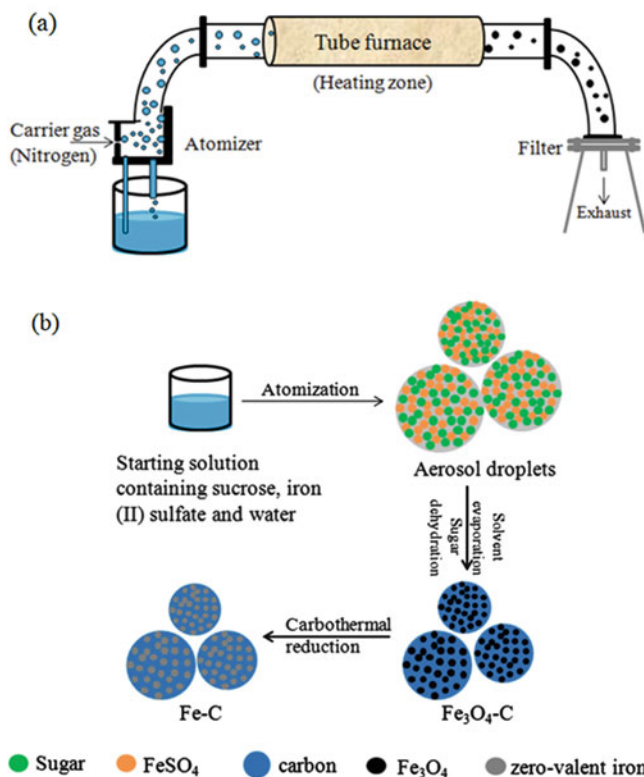 (a)
Tube furnace
(Heating zone)
Carrier gas
(Nitrogen)
Atomizer
Filter
Exhaust
(b)
Atomization
Starting solution
containing sucrose, iron
(II) sulfate and water
Aerosol droplets
Solvent
evaporation
Sugar
dehydration
Carbothermal
reduction
Fe-C
Fe₃O₄-C
Sugar
FeSO₄
carbon
Fe₃O₄
zero-valent iron